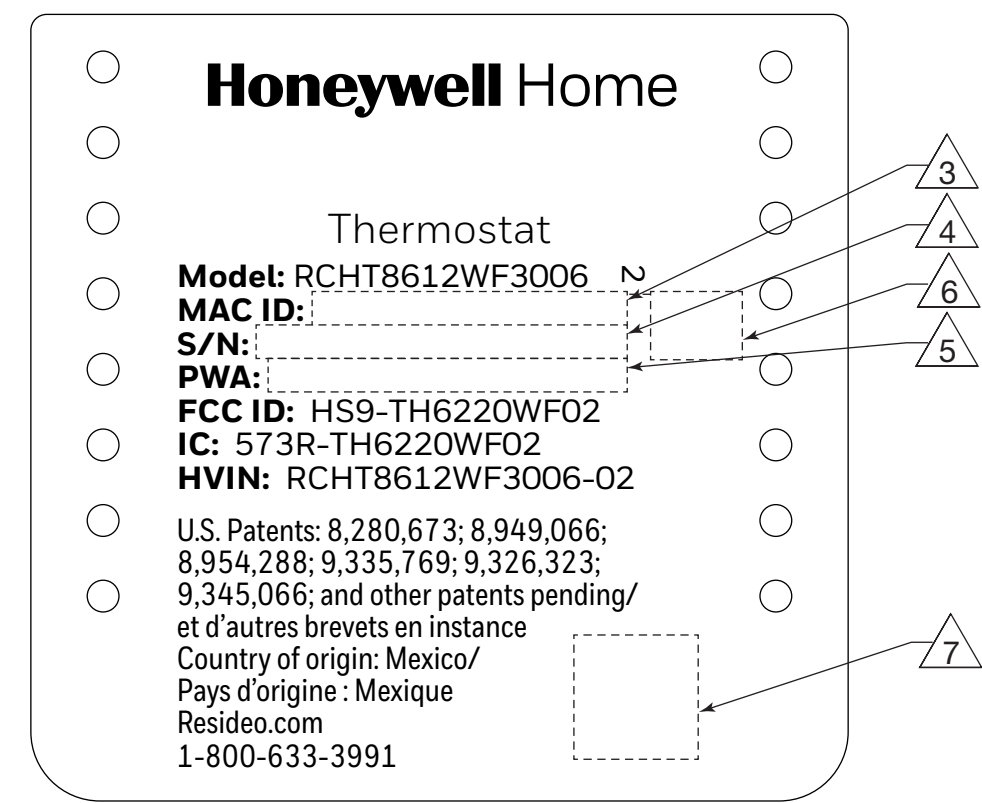 Honeywell Home
Thermostat
Model: RCHT8612WF3006
2
MAC ID:
S/N:
PWA:
FCC ID: HS9-TH6220WF02
IC: 573R-TH6220WF02
HVIN: RCHT8612WF3006-02
U.S. Patents: 8,280,673; 8,949,066;
8,954,288; 9,335,769; 9,326,323;
9,345,066; and other patents pending/
et d'autres brevets en instance
Country of origin: Mexico/
Pays d'origine : Mexique
Resideo.com
1-800-633-3991
3
4
6
5
7